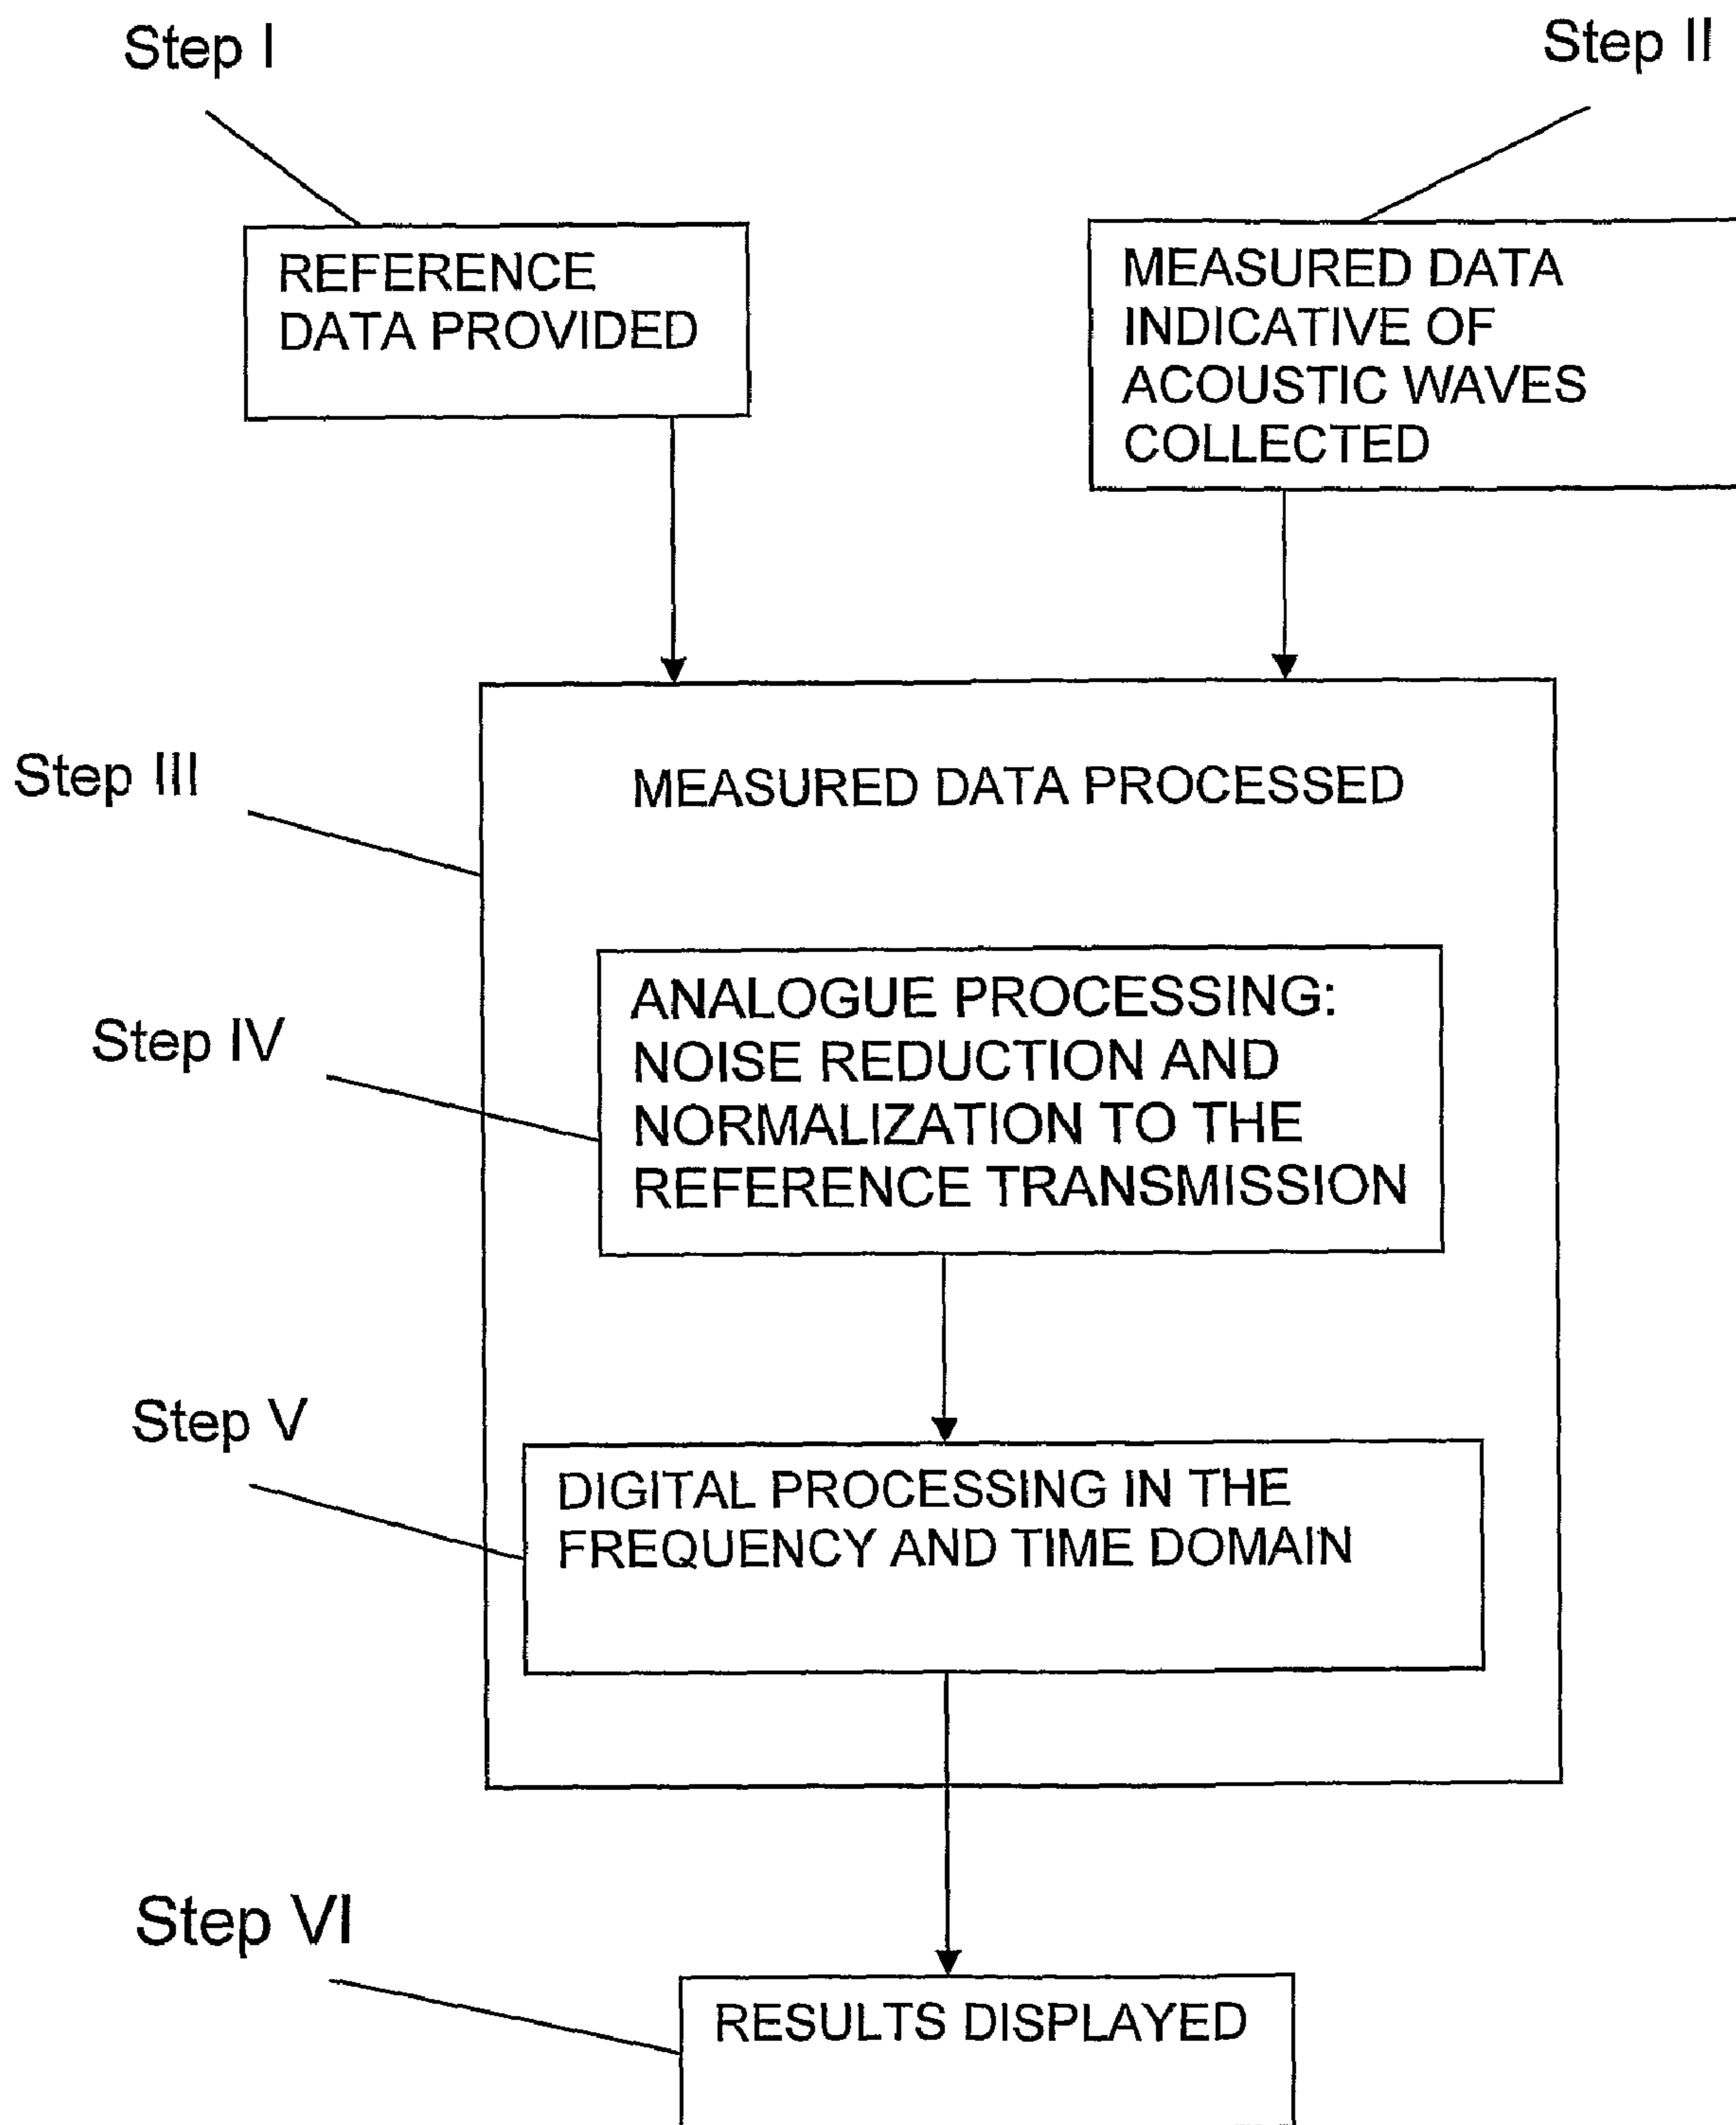 Step I
Step II
REFERENCE
DATA PROVIDED
MEASURED DATA
INDICATIVE OF
ACOUSTIC WAVES
COLLECTED
Step III
MEASURED DATA PROCESSED
Step IV
ANALOGUE PROCESSING:
NOISE REDUCTION AND
NORMALIZATION TO THE
REFERENCE TRANSMISSION
Step V
DIGITAL PROCESSING IN THE
FREQUENCY AND TIME DOMAIN
Step VI
RESULTS DISPLAYED